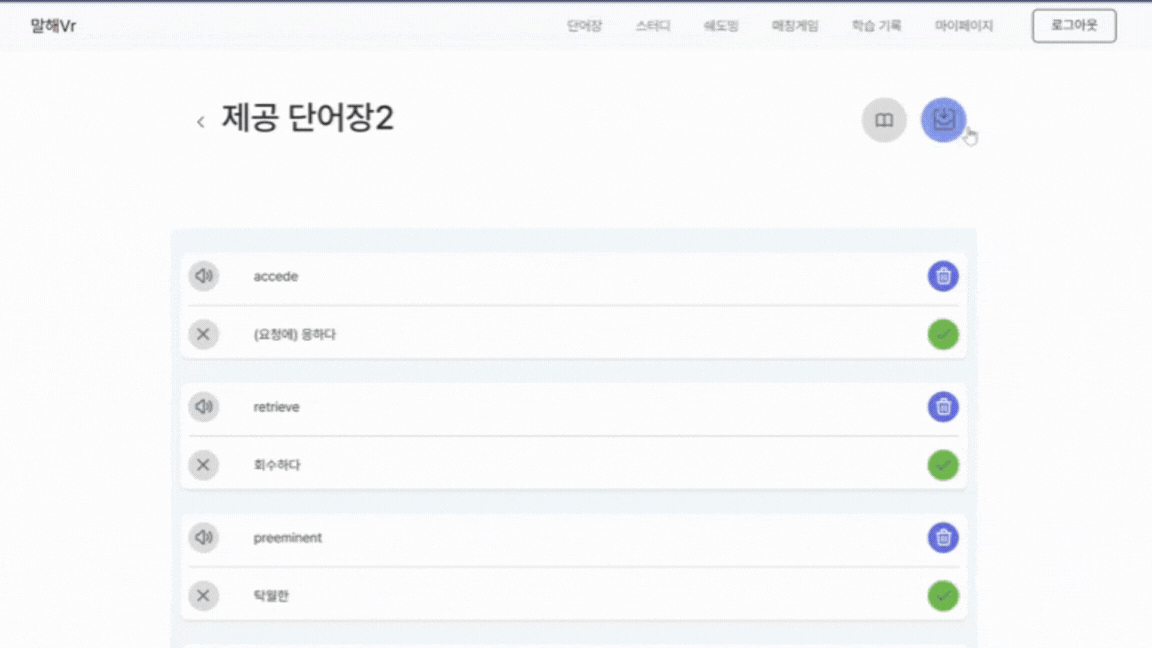 말해Vr
단어장 스터디 쉐도잉 매칭게임 학습 기록 마이페이지 로그아웃
제공 단어장2
accede
(요청에) 응하다
retrieve
회수하다
preeminent
탁월한